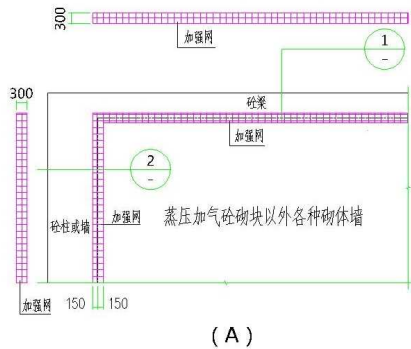 300
加强网
1
-
300
砼梁
加强网
2
-
砼柱或墙
加强网
蒸压加气砼砌块以外各种砌体墙
加强网
150 150
(A)